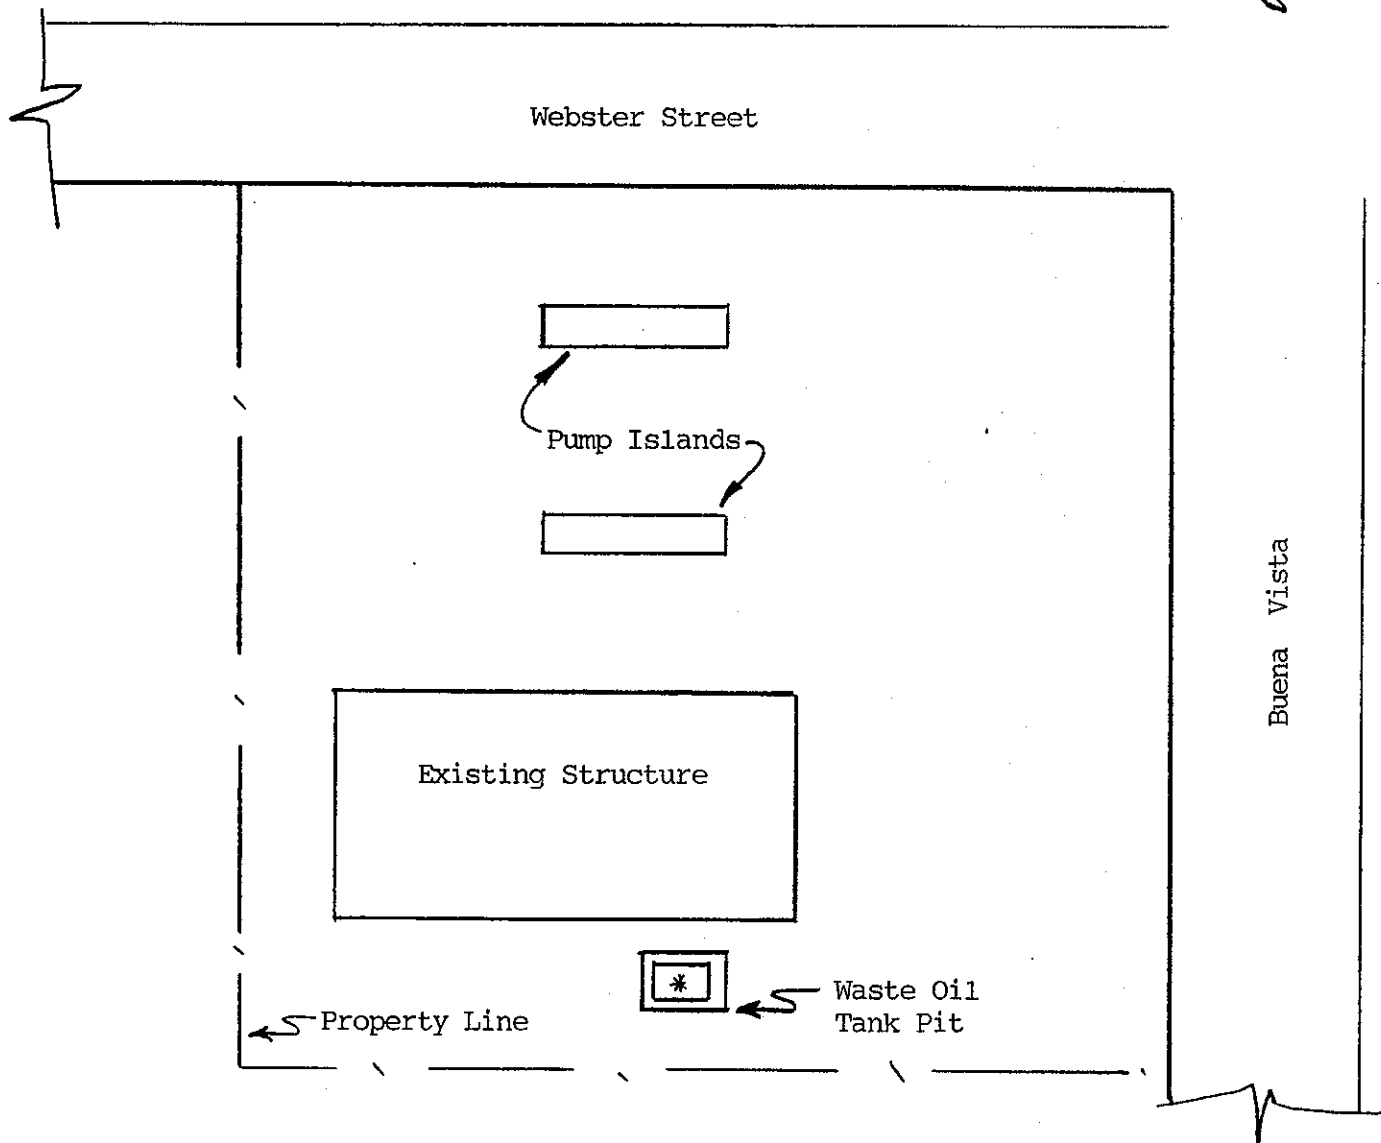 Webster Street
Pump Islands
Buena Vista
Existing Structure
*
Waste Oil
Tank Pit
Property Line